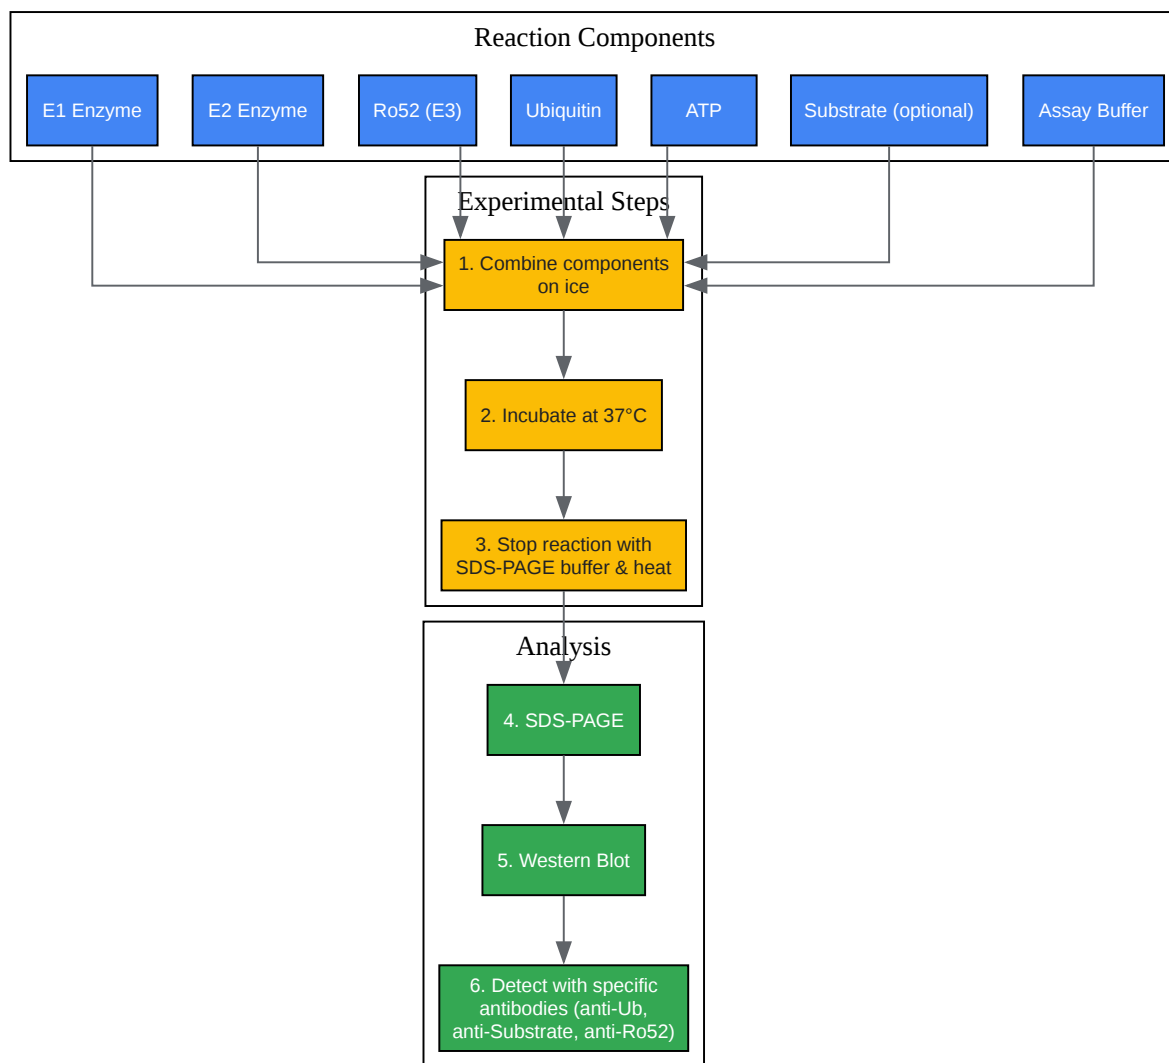 Reaction Components
E1 Enzyme
E2 Enzyme
Ro52 (E3)
Ubiquitin
ATP
Substrate (optional)
Assay Buffer
Experimental Steps
1. Combine components
on ice
2. Incubate at 37°C
3. Stop reaction with
SDS-PAGE buffer & heat
Analysis
4. SDS-PAGE
5. Western Blot
6. Detect with specific
antibodies (anti-Ub,
anti-Substrate, anti-Ro52)